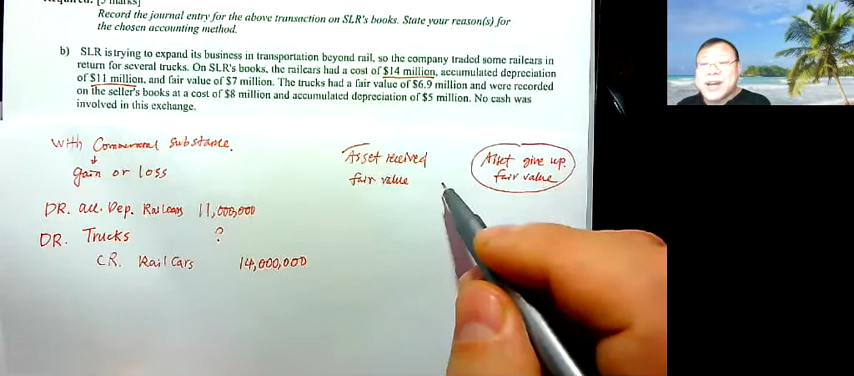 [5 marks]
Record the journal entry for the above transaction on SLR's books. State your reason(s) for
the chosen accounting method.
b) SLR is trying to expand its business in transportation beyond rail, so the company traded some railcars in
return for several trucks. On SLR's books, the railcars had a cost of $14 million, accumulated depreciation
of $11 million, and fair value of $7 million. The trucks had a fair value of $6.9 million and were recorded
on the seller's books at a cost of $8 million and accumulated depreciation of $5 million. No cash was
involved in this exchange.
With Commercial Substance.
gain or loss
Asset received
fair value
Asset give up
fair value
DR. acc. Dep. Railcars 11,000,000
DR. Trucks ?
CR. Rail Cars 14,000,000